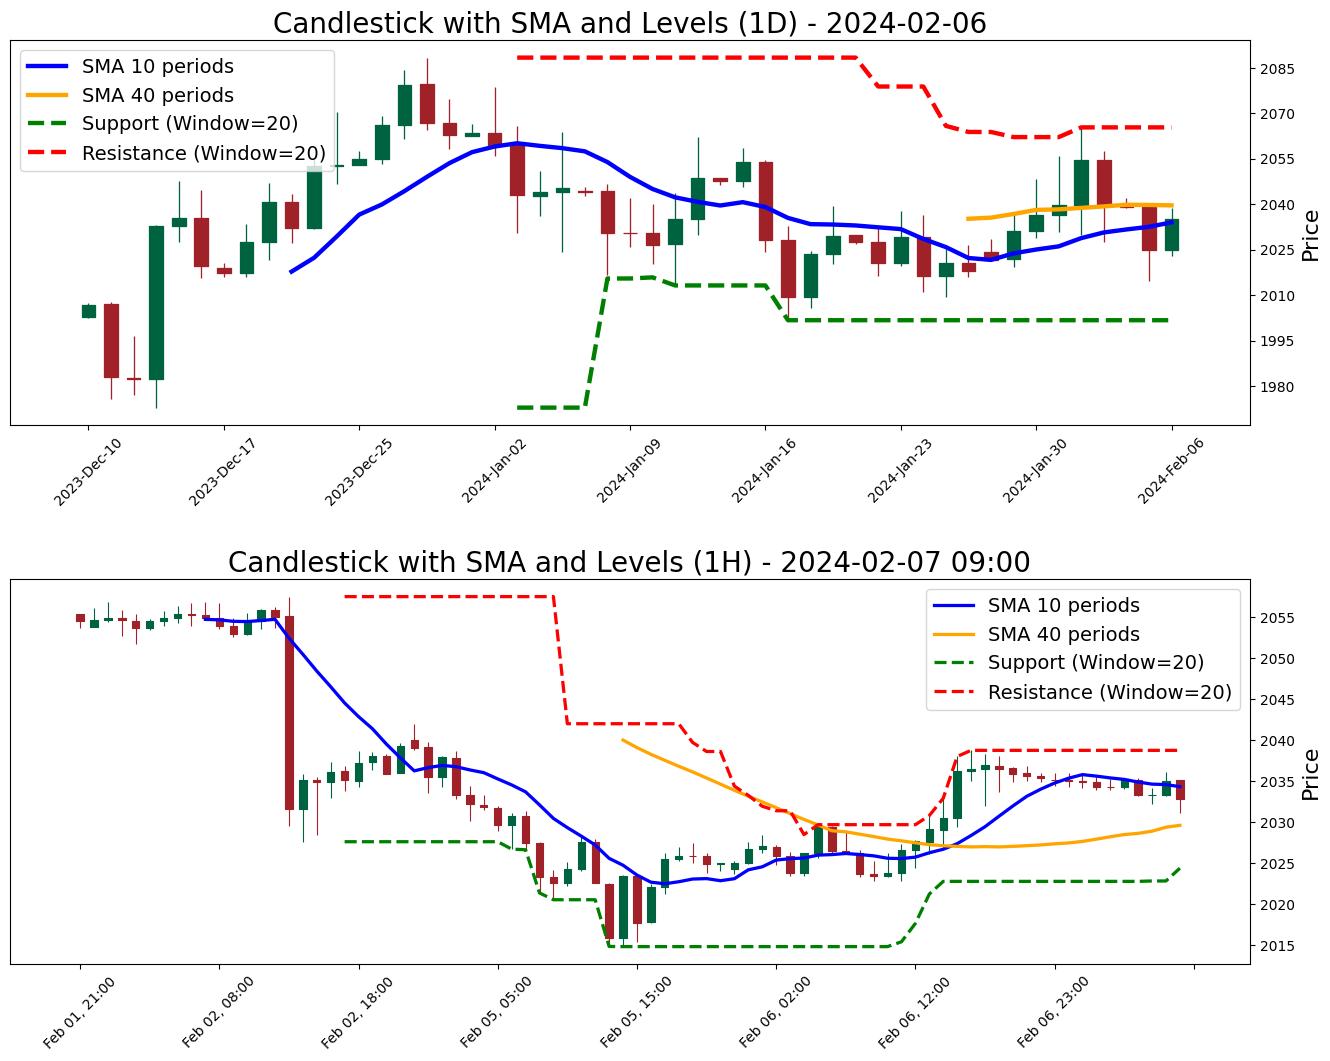 Candlestick with SMA and Levels (1D) - 2024-02-06
SMA 10 periods
SMA 40 periods
Support (Window=20)
Resistance (Window=20)
2085
2070
2055
2040
2025
2010
1995
1980
Price
2023-Dec-10
2023-Dec-17
2023-Dec-25
2024-Jan-02
2024-Jan-09
2024-Jan-16
2024-Jan-23
2024-Jan-30
2024-Feb-06
Candlestick with SMA and Levels (1H) - 2024-02-07 09:00
SMA 10 periods
SMA 40 periods
Support (Window=20)
Resistance (Window=20)
2055
2050
2045
2040
2035
2030
2025
2020
2015
Price
Feb 01, 21:00
Feb 02, 08:00
Feb 02, 18:00
Feb 05, 05:00
Feb 05, 15:00
Feb 06, 02:00
Feb 06, 12:00
Feb 06, 23:00